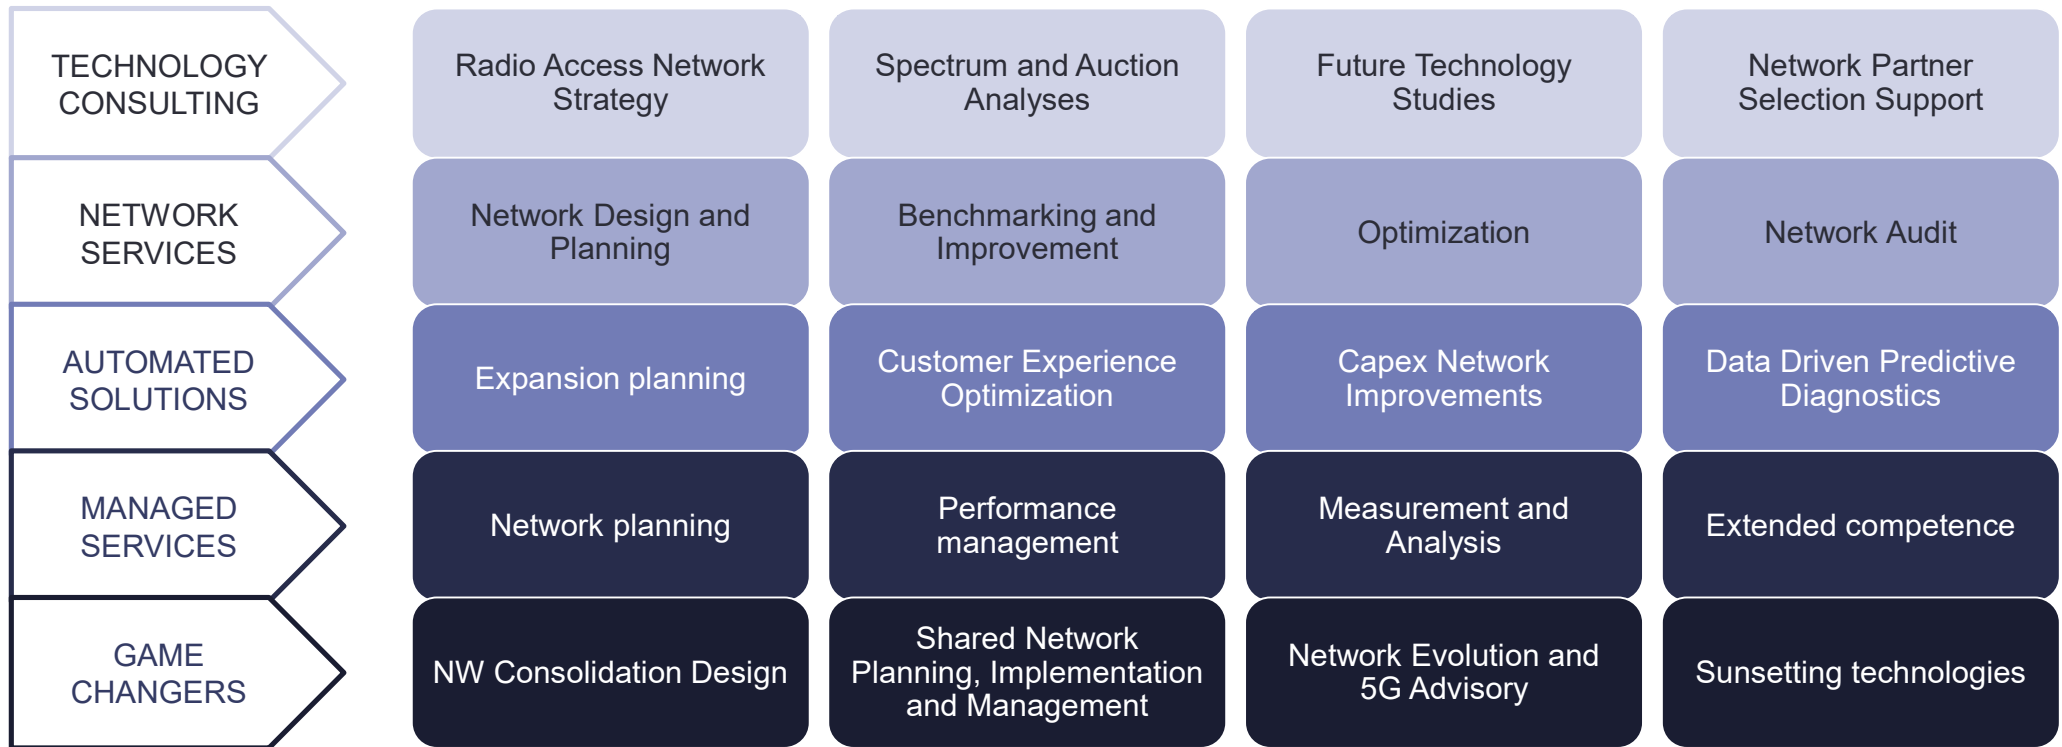 TECHNOLOGY
CONSULTING
Radio Access Network
Strategy
Spectrum and Auction
Analyses
Future Technology
Studies
Network Partner
Selection Support
NETWORK
SERVICES
Network Design and
Planning
Benchmarking and
Improvement
Optimization
Network Audit
AUTOMATED
SOLUTIONS
Expansion planning
Customer Experience
Optimization
Capex Network
Improvements
Data Driven Predictive
Diagnostics
MANAGED
SERVICES
Network planning
Performance
management
Measurement and
Analysis
Extended competence
GAME
CHANGERS
NW Consolidation Design
Shared Network
Planning, Implementation
and Management
Network Evolution and
5G Advisory
Sunsetting technologies